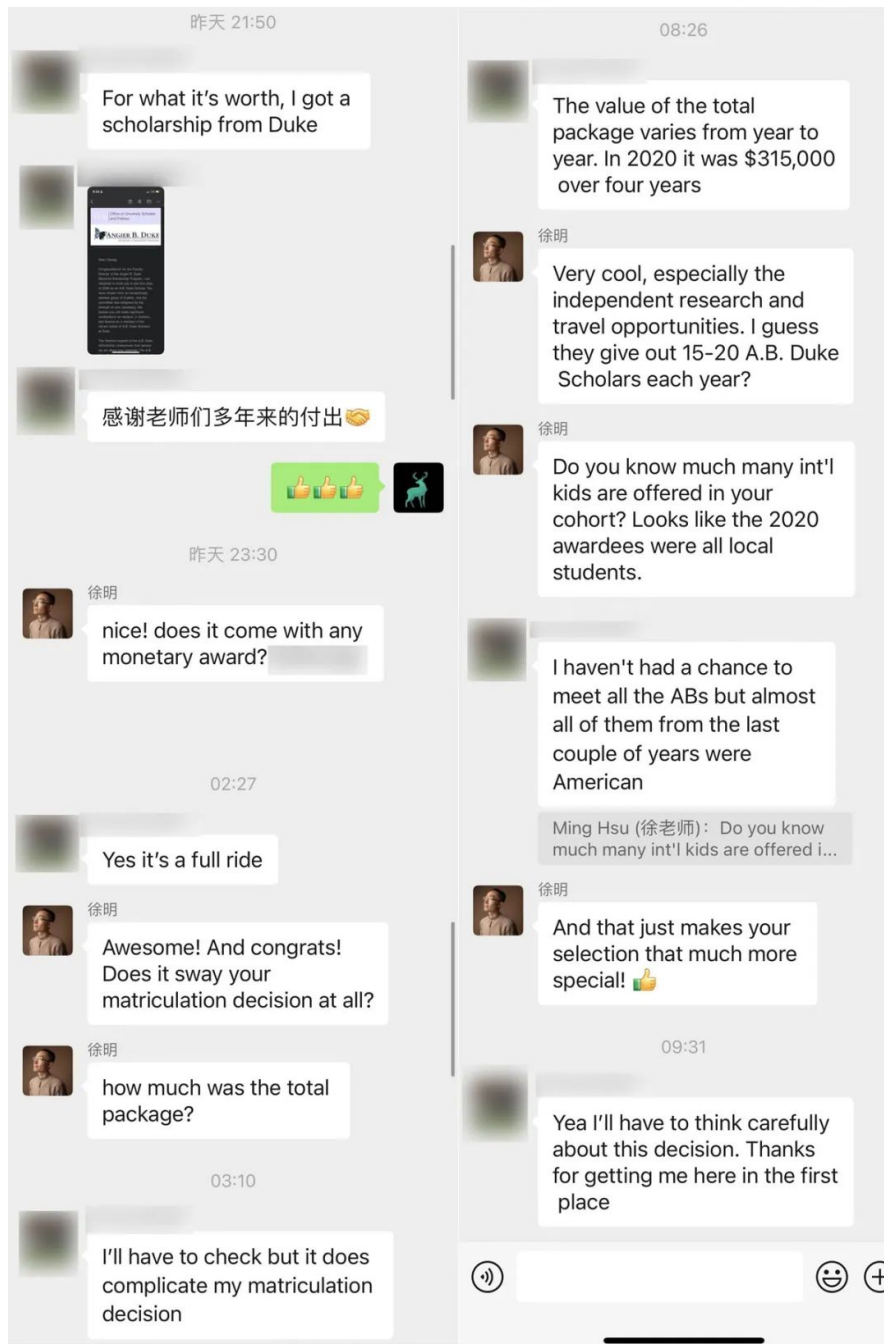 昨天 21:50
For what it's worth, I got a
scholarship from Duke
ANGIER B. DUKE
感谢老师们多年来的付出🤝
👍👍👍
昨天 23:30
徐明
nice! does it come with any
monetary award?
02:27
Yes it's a full ride
徐明
Awesome! And congrats!
Does it sway your
matriculation decision at all?
徐明
how much was the total
package?
03:10
I'll have to check but it does
complicate my matriculation
decision
08:26
The value of the total
package varies from year to
year. In 2020 it was $315,000
over four years
徐明
Very cool, especially the
independent research and
travel opportunities. I guess
they give out 15-20 A.B. Duke
Scholars each year?
徐明
Do you know much many int'l
kids are offered in your
cohort? Looks like the 2020
awardees were all local
students.
I haven't had a chance to
meet all the ABs but almost
all of them from the last
couple of years were
American
Ming Hsu (徐老师)：Do you know
much many int'l kids are offered i...
徐明
And that just makes your
selection that much more
special! 👍
09:31
Yea I'll have to think carefully
about this decision. Thanks
for getting me here in the first
place